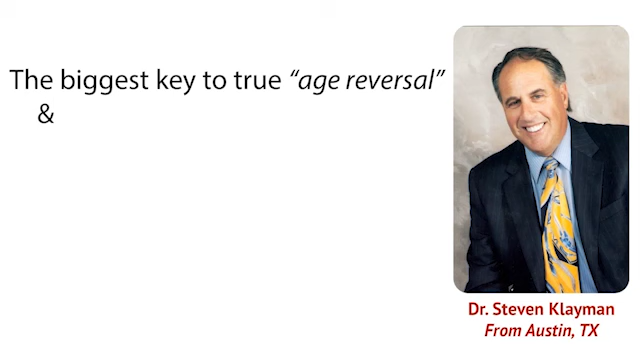 The biggest key to true “age reversal”
&
Dr. Steven Klayman
From Austin, TX